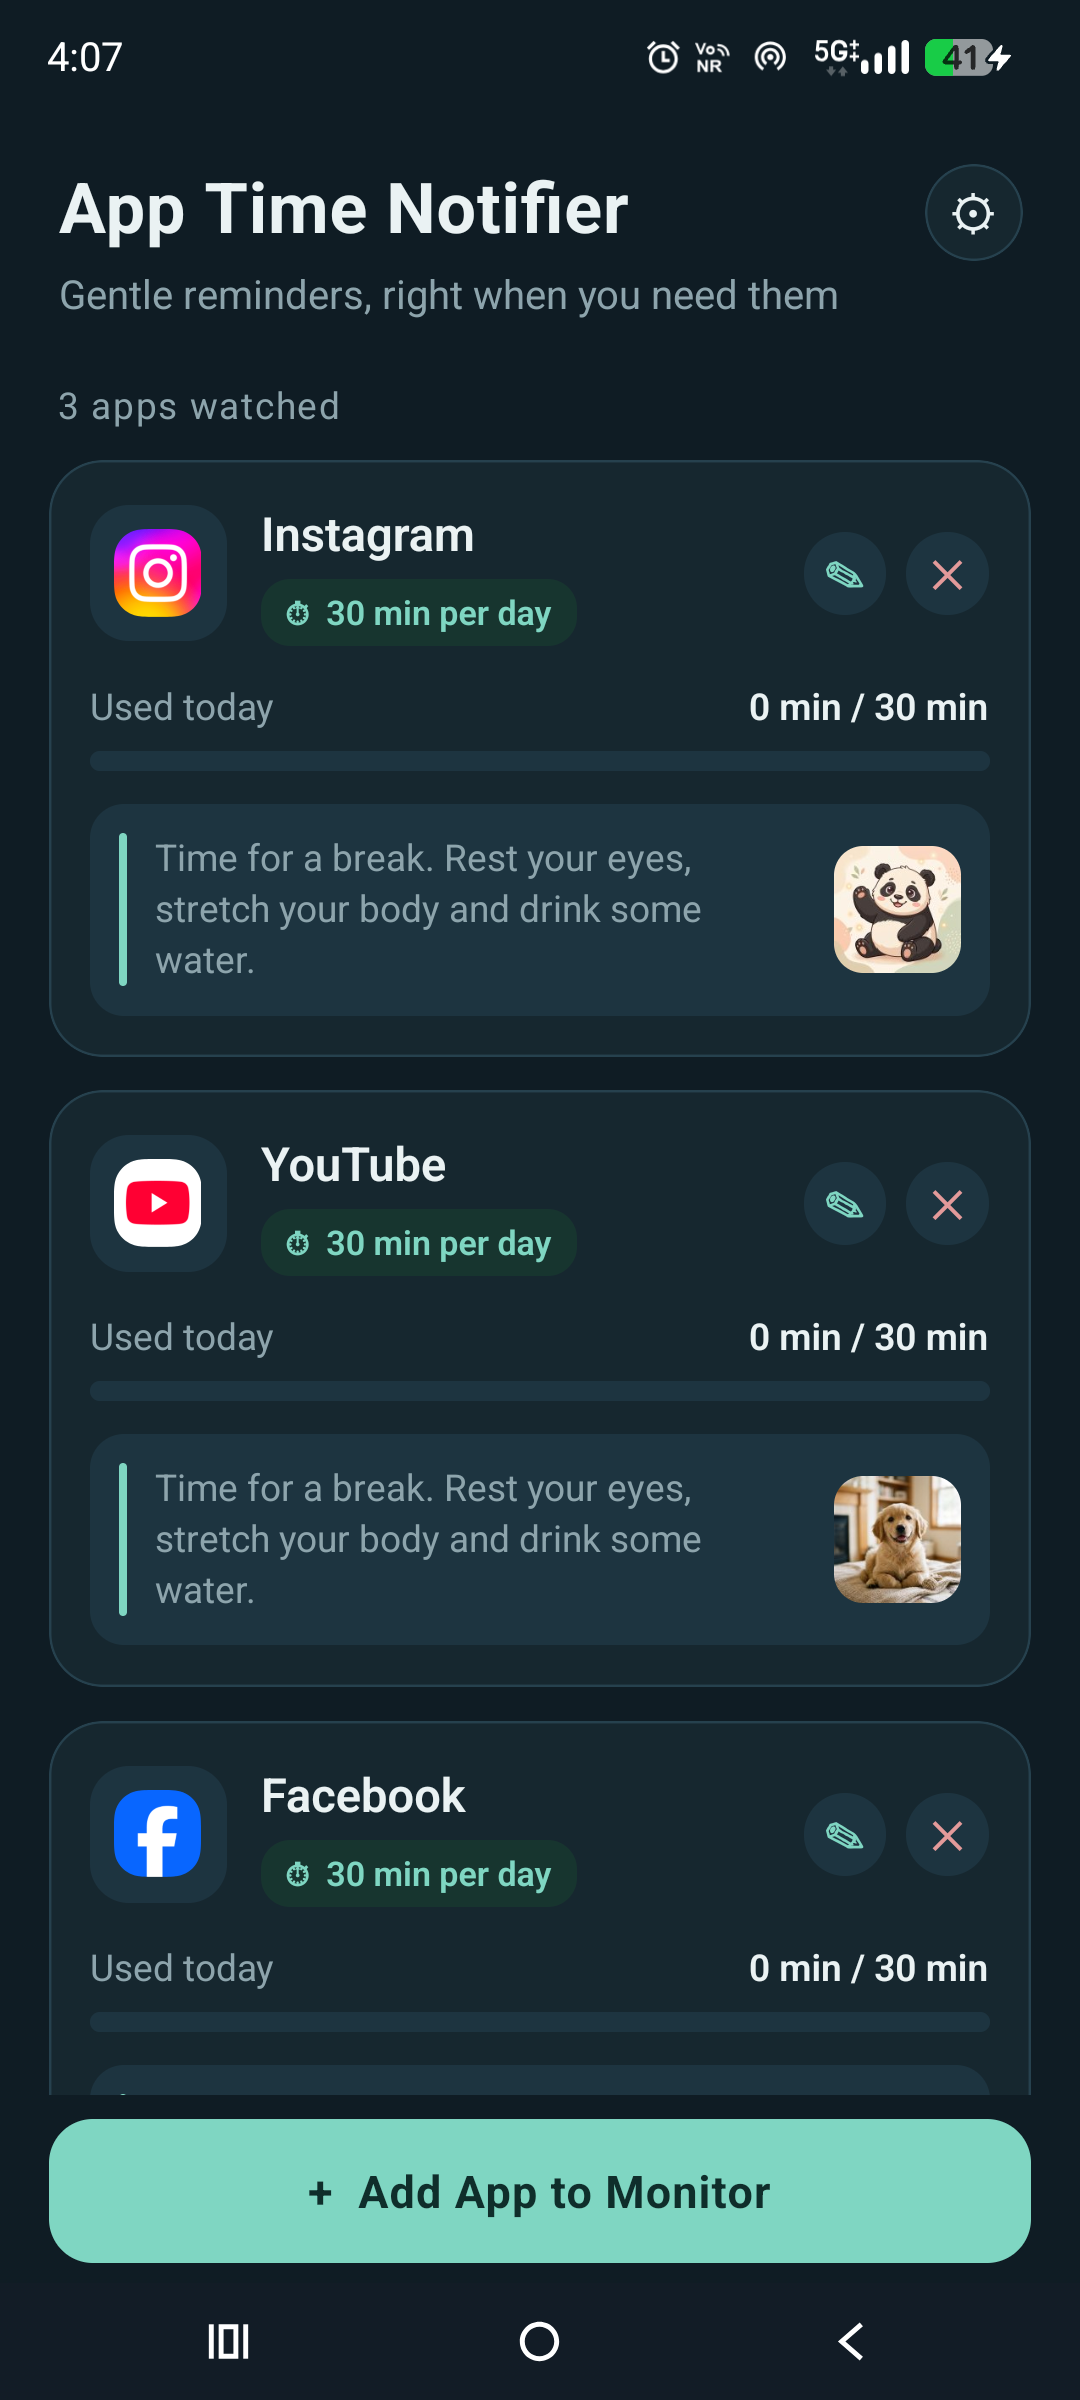 4:07
Vo
NR
5G
41
App Time Notifier
Gentle reminders, right when you need them
3 apps watched
Instagram
30 min per day
Used today
0 min / 30 min
Time for a break. Rest your eyes,
stretch your body and drink some
water.
YouTube
30 min per day
Used today
0 min / 30 min
Time for a break. Rest your eyes,
stretch your body and drink some
water.
Facebook
30 min per day
Used today
0 min / 30 min
+ Add App to Monitor